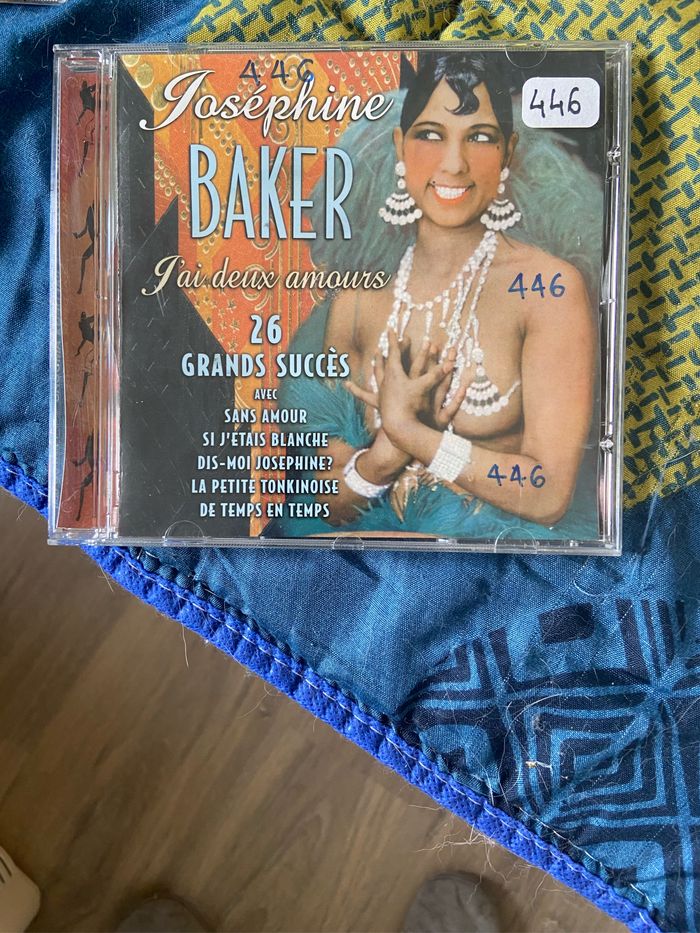 446
Joséphine
446
BAKER
J'ai deux amours
446
26
GRANDS SUCCÈS
AVEC
SANS AMOUR
SI J'ETAIS BLANCHE
DIS-MOI JOSEPHINE?
LA PETITE TONKINOISE
446
DE TEMPS EN TEMPS